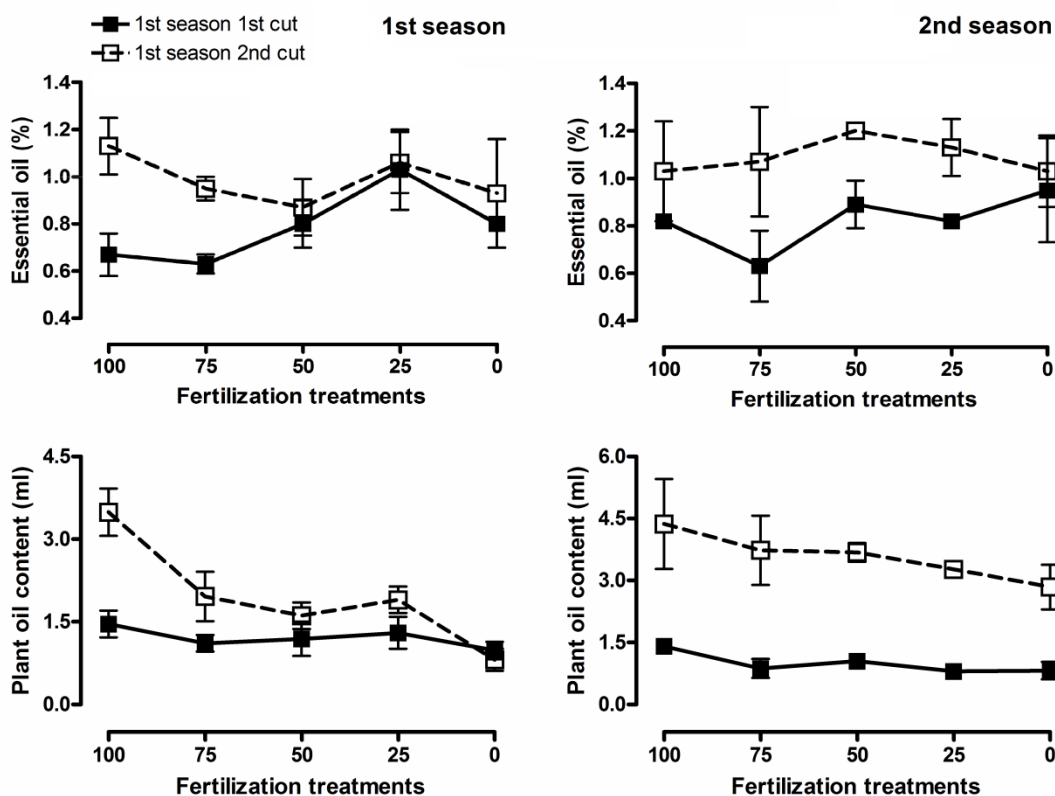 1st season 1st cut
1st season 2nd cut
1st season
2nd season
Essential oil (%)
1.4
1.2
1.0
0.8
0.6
0.4
100 75 50 25 0
Fertilization treatments
Essential oil (%)
1.4
1.2
1.0
0.8
0.6
0.4
100 75 50 25 0
Fertilization treatments
Plant oil content (ml)
4.5
3.0
1.5
0.0
100 75 50 25 0
Fertilization treatments
Plant oil content (ml)
6.0
4.5
3.0
1.5
0.0
100 75 50 25 0
Fertilization treatments